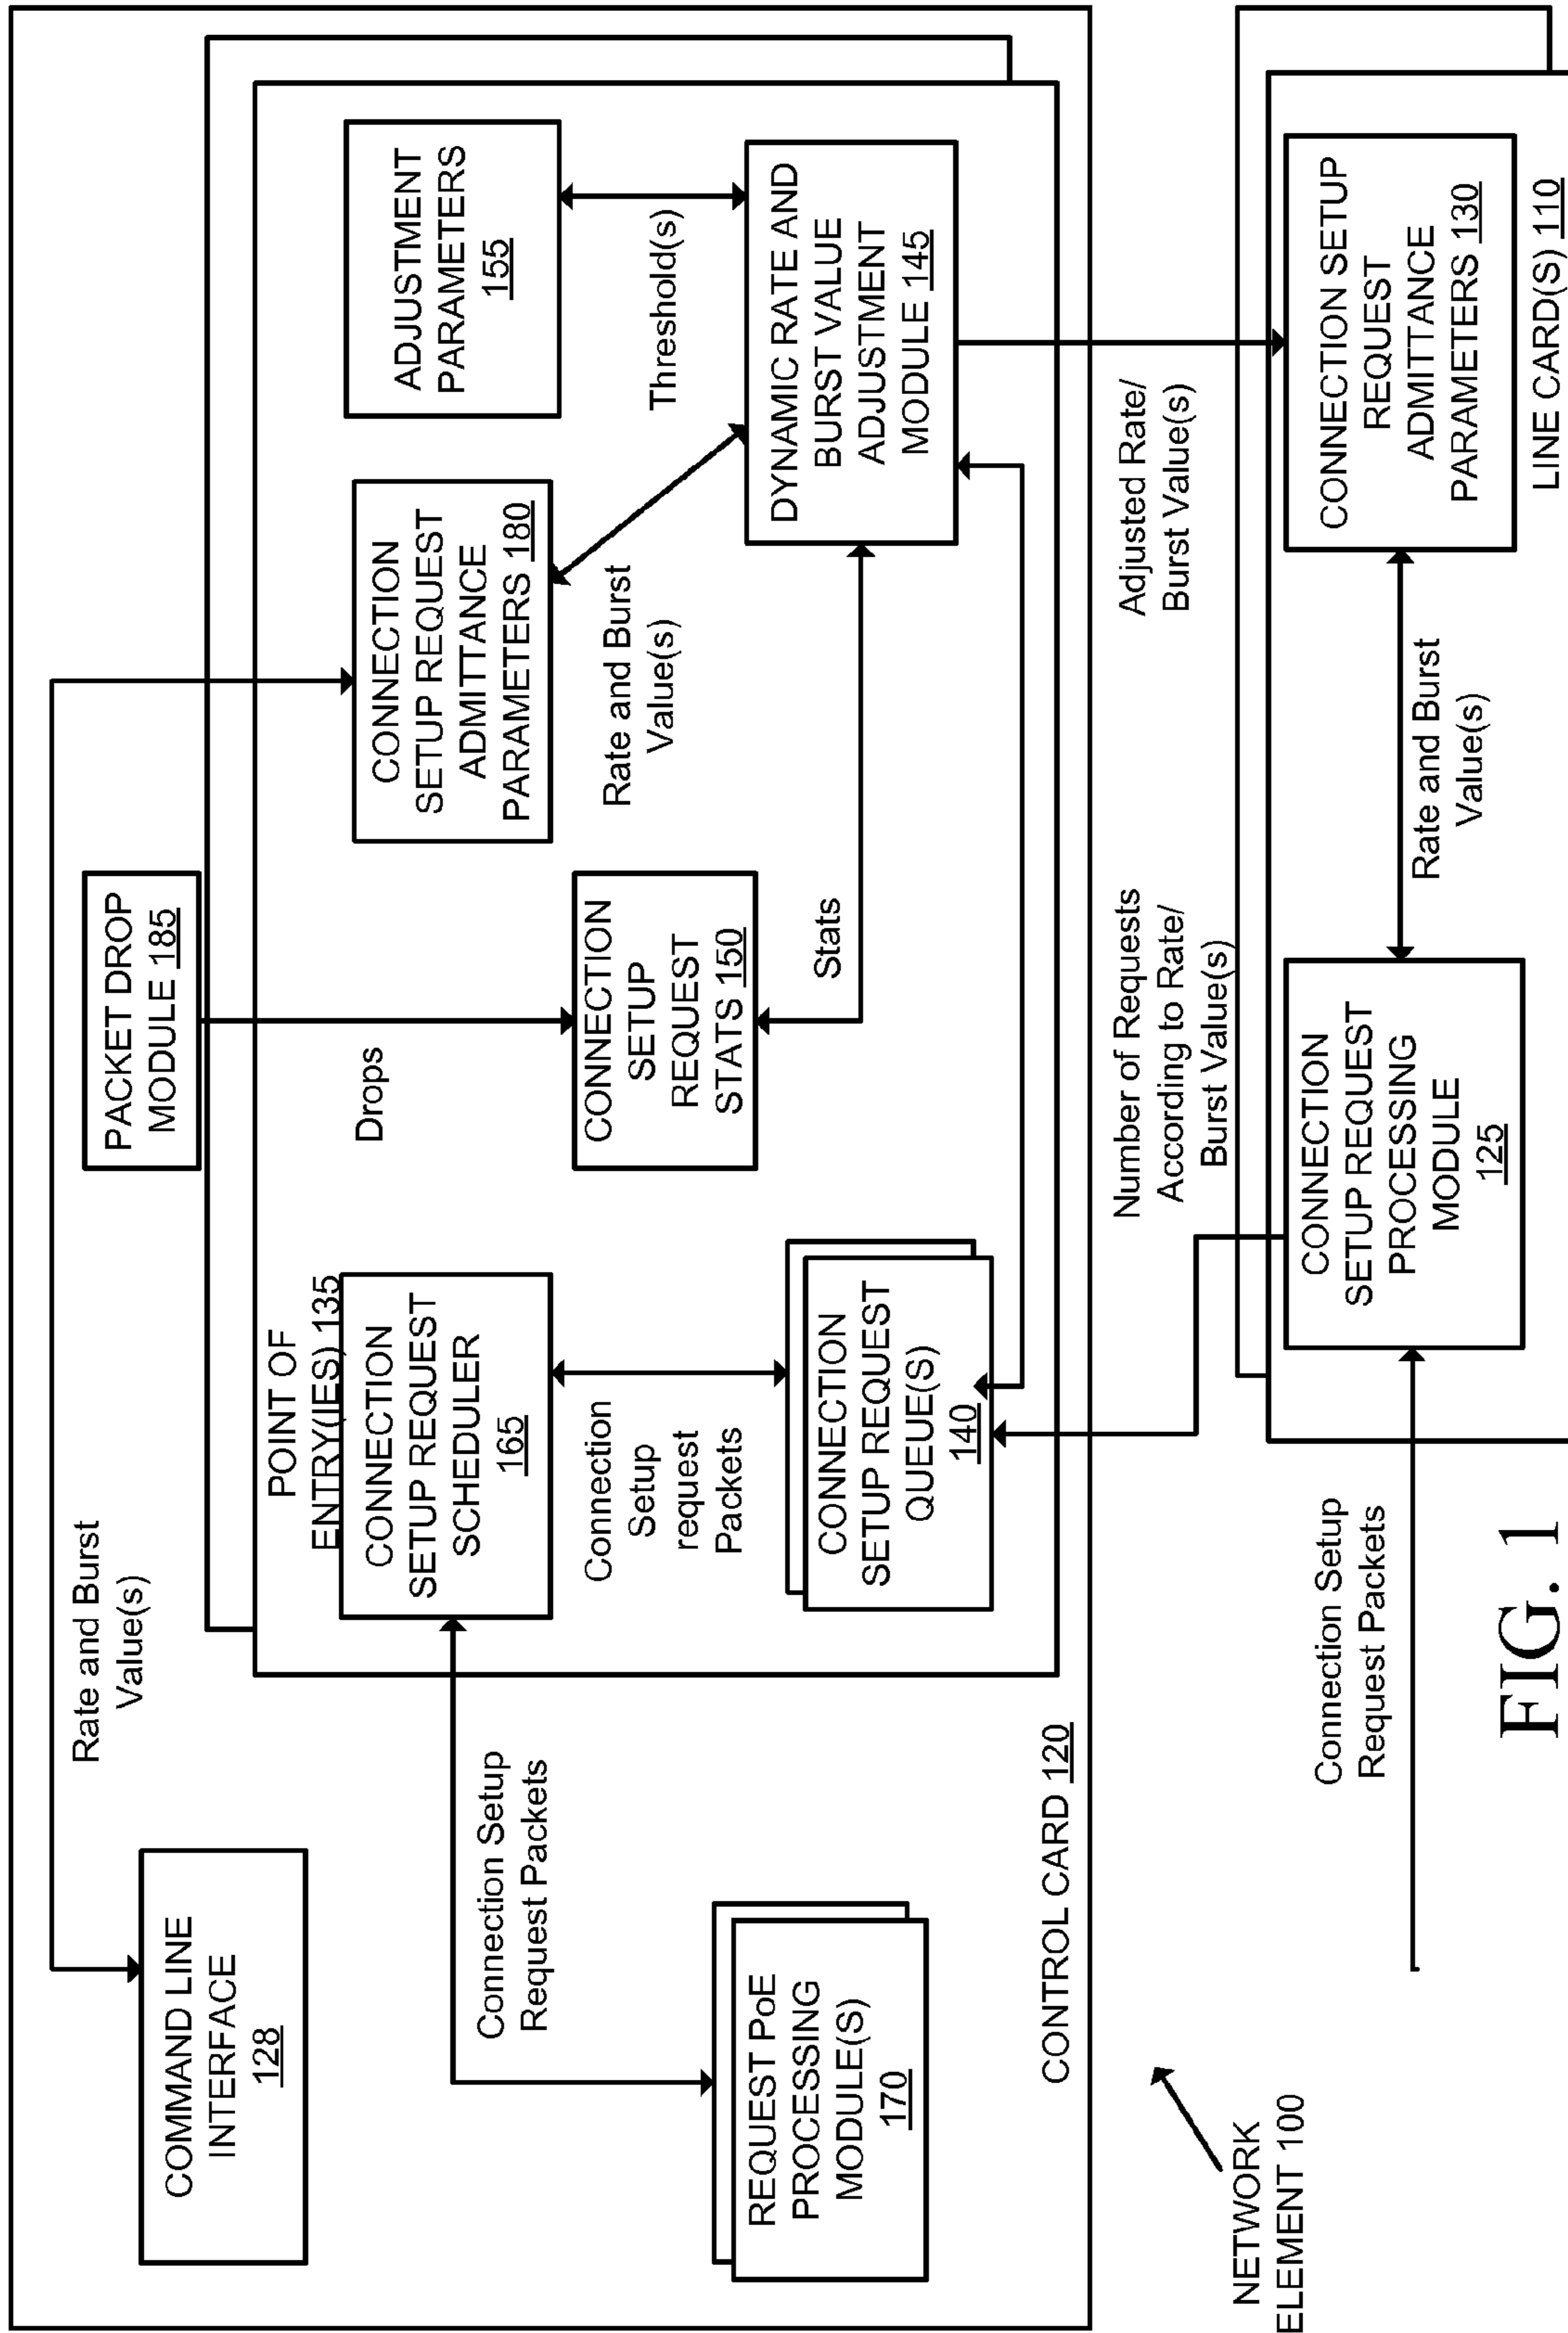 COMMAND LINE
INTERFACE
128
Rate and Burst
Value(s)
PACKET DROP
MODULE 185
Drops
POINT OF
ENTRY(IES) 135
CONNECTION
SETUP REQUEST
SCHEDULER
165
CONNECTION
SETUP REQUEST
ADMITTANCE
PARAMETERS 180
ADJUSTMENT
PARAMETERS
155
Connection Setup
Request Packets
Connection
Setup
request
Packets
CONNECTION
SETUP
REQUEST
STATS 150
Rate and Burst
Value(s)
Threshold(s)
REQUEST PoE
PROCESSING
MODULE(S)
170
CONNECTION
SETUP REQUEST
QUEUE(S)
140
Stats
DYNAMIC RATE AND
BURST VALUE
ADJUSTMENT
MODULE 145
CONTROL CARD 120
NETWORK
ELEMENT 100
Number of Requests
According to Rate/
Burst Value(s)
Adjusted Rate/
Burst Value(s)
Connection Setup
Request Packets
CONNECTION
SETUP REQUEST
PROCESSING
MODULE
125
Rate and Burst
Value(s)
CONNECTION SETUP
REQUEST
ADMITTANCE
PARAMETERS 130
LINE CARD(S) 110
FIG. 1